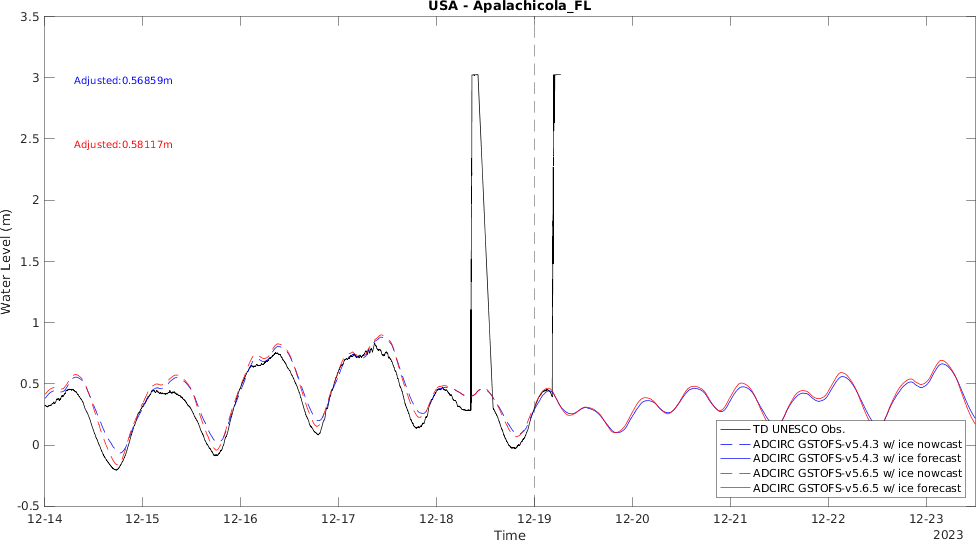 USA - Apalachicola_FL
3.5
3
2.5
2
1.5
1
0.5
0
-0.5
Water Level (m)
Adjusted:0.56859m
Adjusted:0.58117m
TD UNESCO Obs.
ADCIRC GSTOFS-v5.4.3 w/ ice nowcast
ADCIRC GSTOFS-v5.4.3 w/ ice forecast
ADCIRC GSTOFS-v5.6.5 w/ ice nowcast
ADCIRC GSTOFS-v5.6.5 w/ ice forecast
12-14 12-15 12-16 12-17 12-18 12-19 12-20 12-21 12-22 12-23
Time
2023